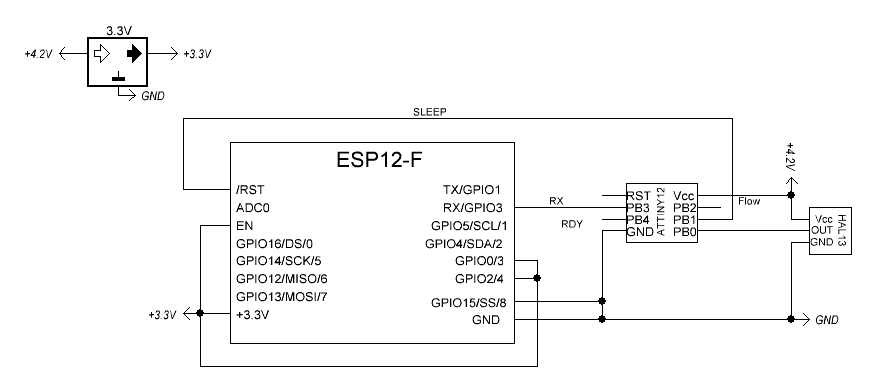 3.3V
+4.2V
+3.3V
GND
SLEEP
ESP12-F
/RST
ADC0
EN
GPIO16/DS/0
GPIO14/SCK/5
GPIO12/MISO/6
GPIO13/MOSI/7
+3.3V
+3.3V
TX/GPIO1
RX/GPIO3
GPIO5/SCL/1
GPIO4/SDA/2
GPIO0/3
GPIO2/4
GPIO15/SS/8
GND
RX
RDY
RST
PB3
PB4
GND
ATTINY12
Vcc
PB2
PB1
PB0
Flow
+4.2V
Vcc
OUT
GND
HAL13
GND